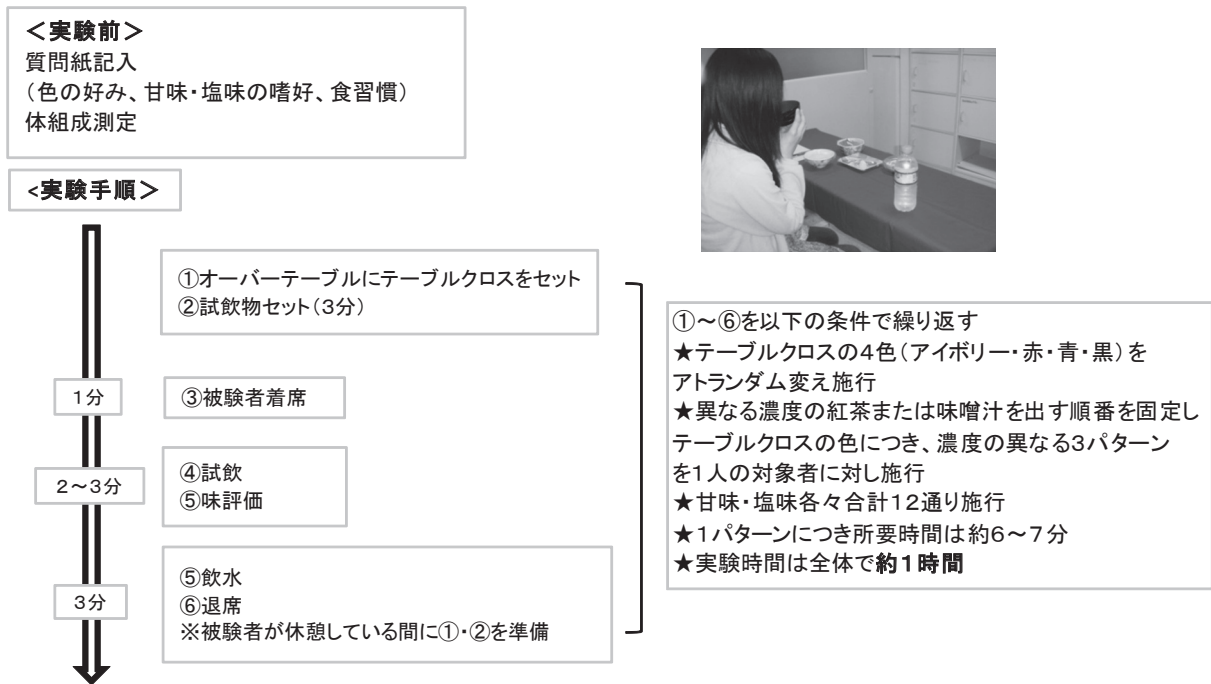 ＜実験前＞
質問紙記入
（色の好み、甘味・塩味の嗜好、食習慣）
体組成測定
<実験手順＞
①オーバーテーブルにテーブルクロスをセット
②試飲物セット（３分）
1分
③被験者着席
２～３分
④試飲
⑤味評価
３分
⑤飲水
⑥退席
※被験者が休憩している間に①・②を準備
①～⑥を以下の条件で繰り返す
★テーブルクロスの４色（アイボリー・赤・青・黒）を
アトランダム変え施行
★異なる濃度の紅茶または味噌汁を出す順番を固定し
テーブルクロスの色につき、濃度の異なる３パターン
を１人の対象者に対し施行
★甘味・塩味各々合計１２通り施行
★１パターンにつき所要時間は約６～７分
★実験時間は全体で約１時間